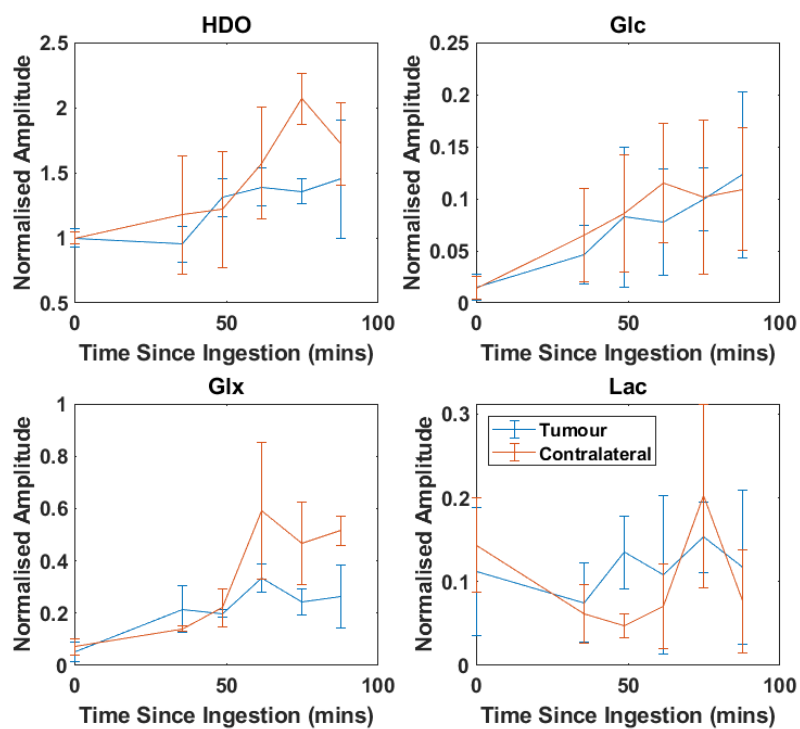 HDO
Normalised Amplitude
2.5
2
1.5
1
0.5
0
50
100
Time Since Ingestion (mins)
Glc
Normalised Amplitude
0.25
0.2
0.15
0.1
0.05
0
0
50
100
Time Since Ingestion (mins)
Glx
Normalised Amplitude
1
0.8
0.6
0.4
0.2
0
0
50
100
Time Since Ingestion (mins)
Lac
Normalised Amplitude
0.3
0.2
0.1
0
0
50
100
Time Since Ingestion (mins)
Tumour
Contralateral